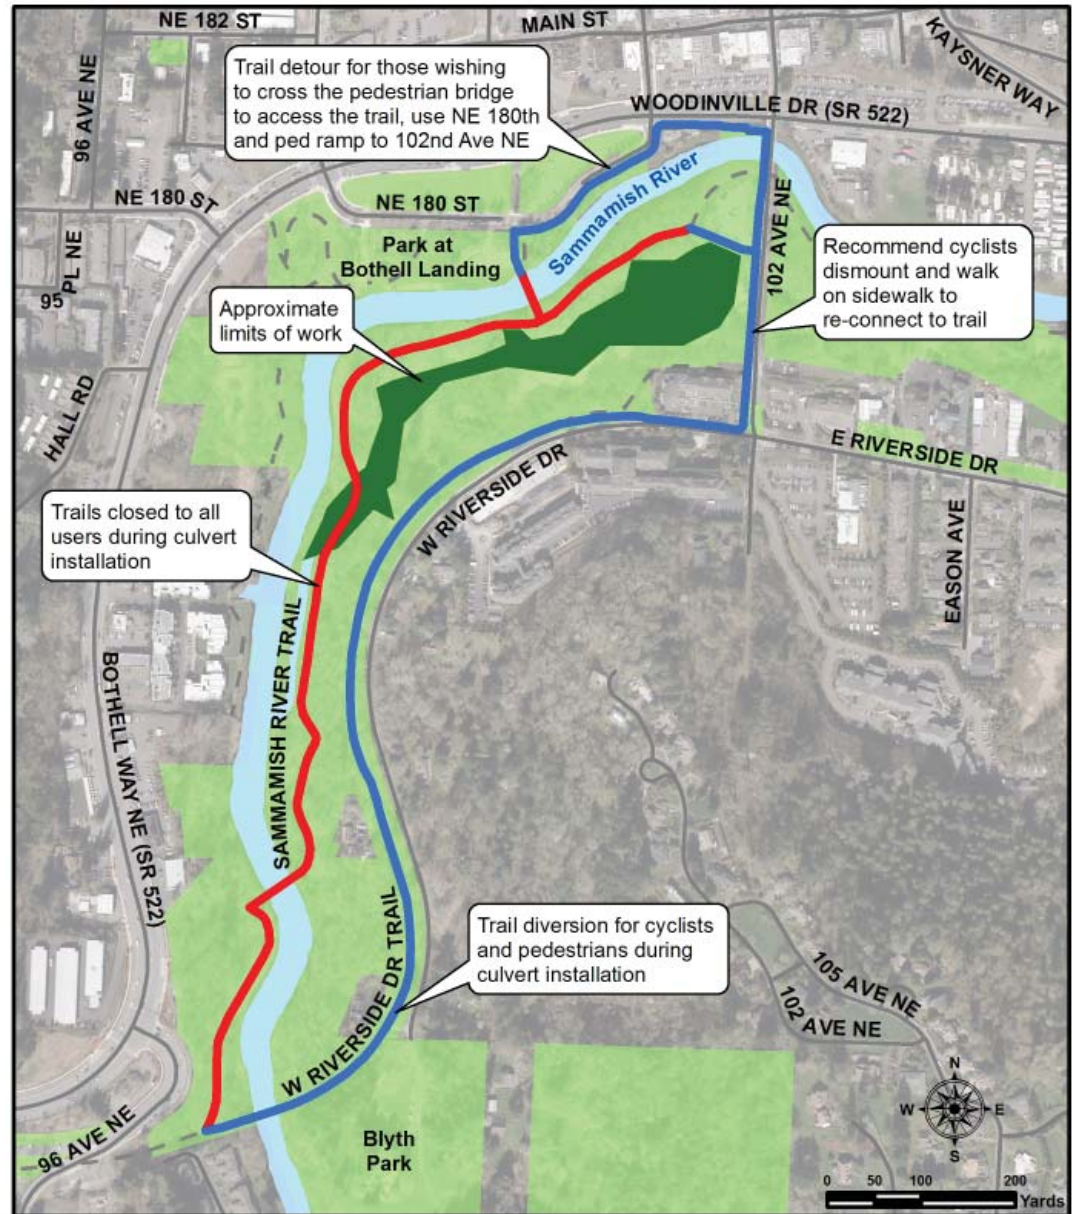 NE 182 ST
MAIN ST
KAYSNER WAY
96 AVE NE
Trail detour for those wishing
to cross the pedestrian bridge
to access the trail, use NE 180th
and ped ramp to 102nd Ave NE
WOODINVILLE DR (SR 522)
NE 180 ST
NE 180 ST
Sammamish River
Park at
Bothell Landing
102 AVE NE
95
PL NE
Recommend cyclists
dismount and walk
on sidewalk to
re-connect to trail
Approximate
limits of work
HALL RD
E RIVERSIDE DR
W RIVERSIDE DR
Trails closed to all
users during culvert
installation
EASON AVE
SAMMAMISH RIVER TRAIL
BOTHELL WAY NE (SR 522)
W RIVERSIDE DR TRAIL
Trail diversion for cyclists
and pedestrians during
culvert installation
105 AVE NE
102 AVE NE
96 AVE NE
Blyth
Park
N
W
E
S
0 50 100 200
Yards